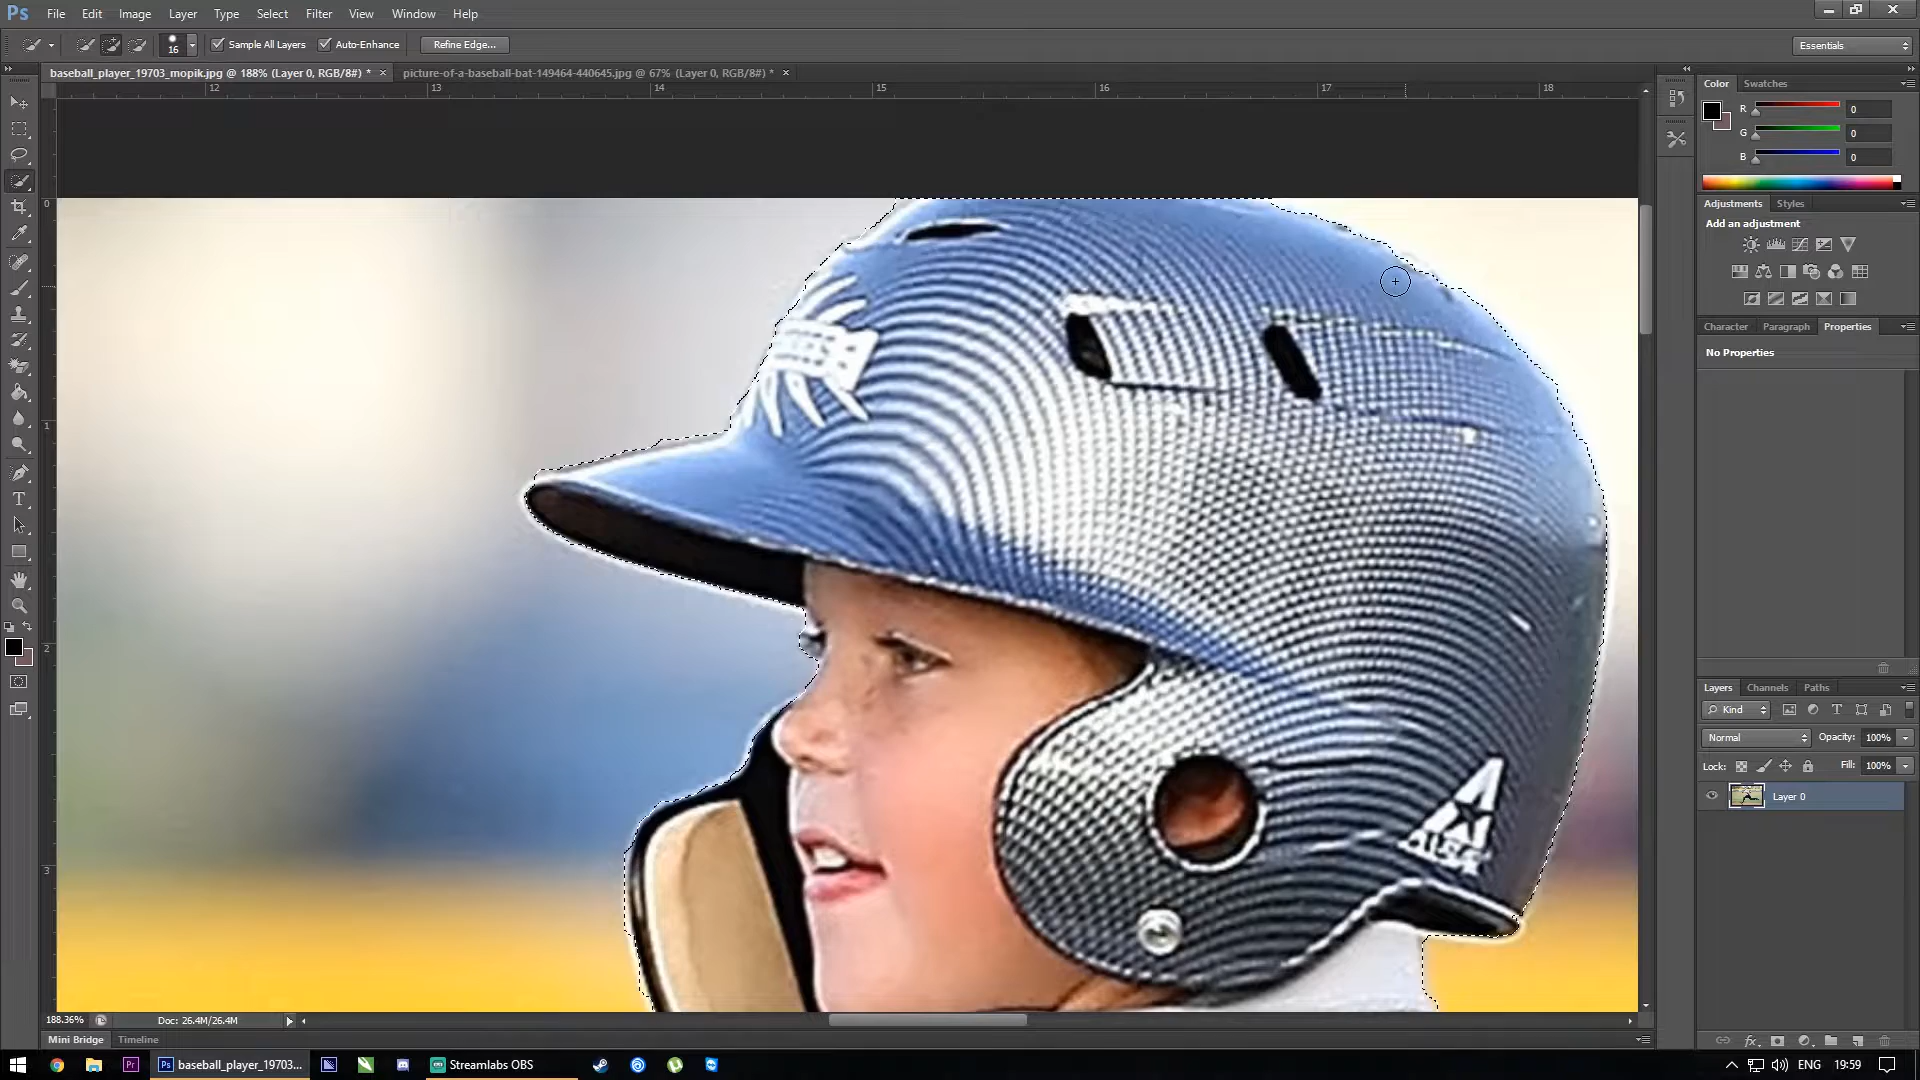 Ps File Edit Image Layer Type Select Filter View Window Help
16 Sample All Layers Auto-Enhance Refine Edge... Essentials
baseball_player_19703_mopik.jpg @ 188% (Layer 0, RGB/8#) * × picture-of-a-baseball-bat-149464-440645.jpg @ 67% (Layer 0, RGB/8#) * ×
12 13 14 15 16 17 18
0
1
2
3
Color Swatches
R 0
G 0
B 0
Adjustments Styles
Add an adjustment
Character Paragraph Properties
No Properties
Layers Channels Paths
Kind
Normal Opacity: 100%
Lock: Fill: 100%
Layer 0
188.36% Doc: 26.4M/26.4M
Mini Bridge Timeline
baseball_player_19703... Streamlabs OBS ENG 19:59